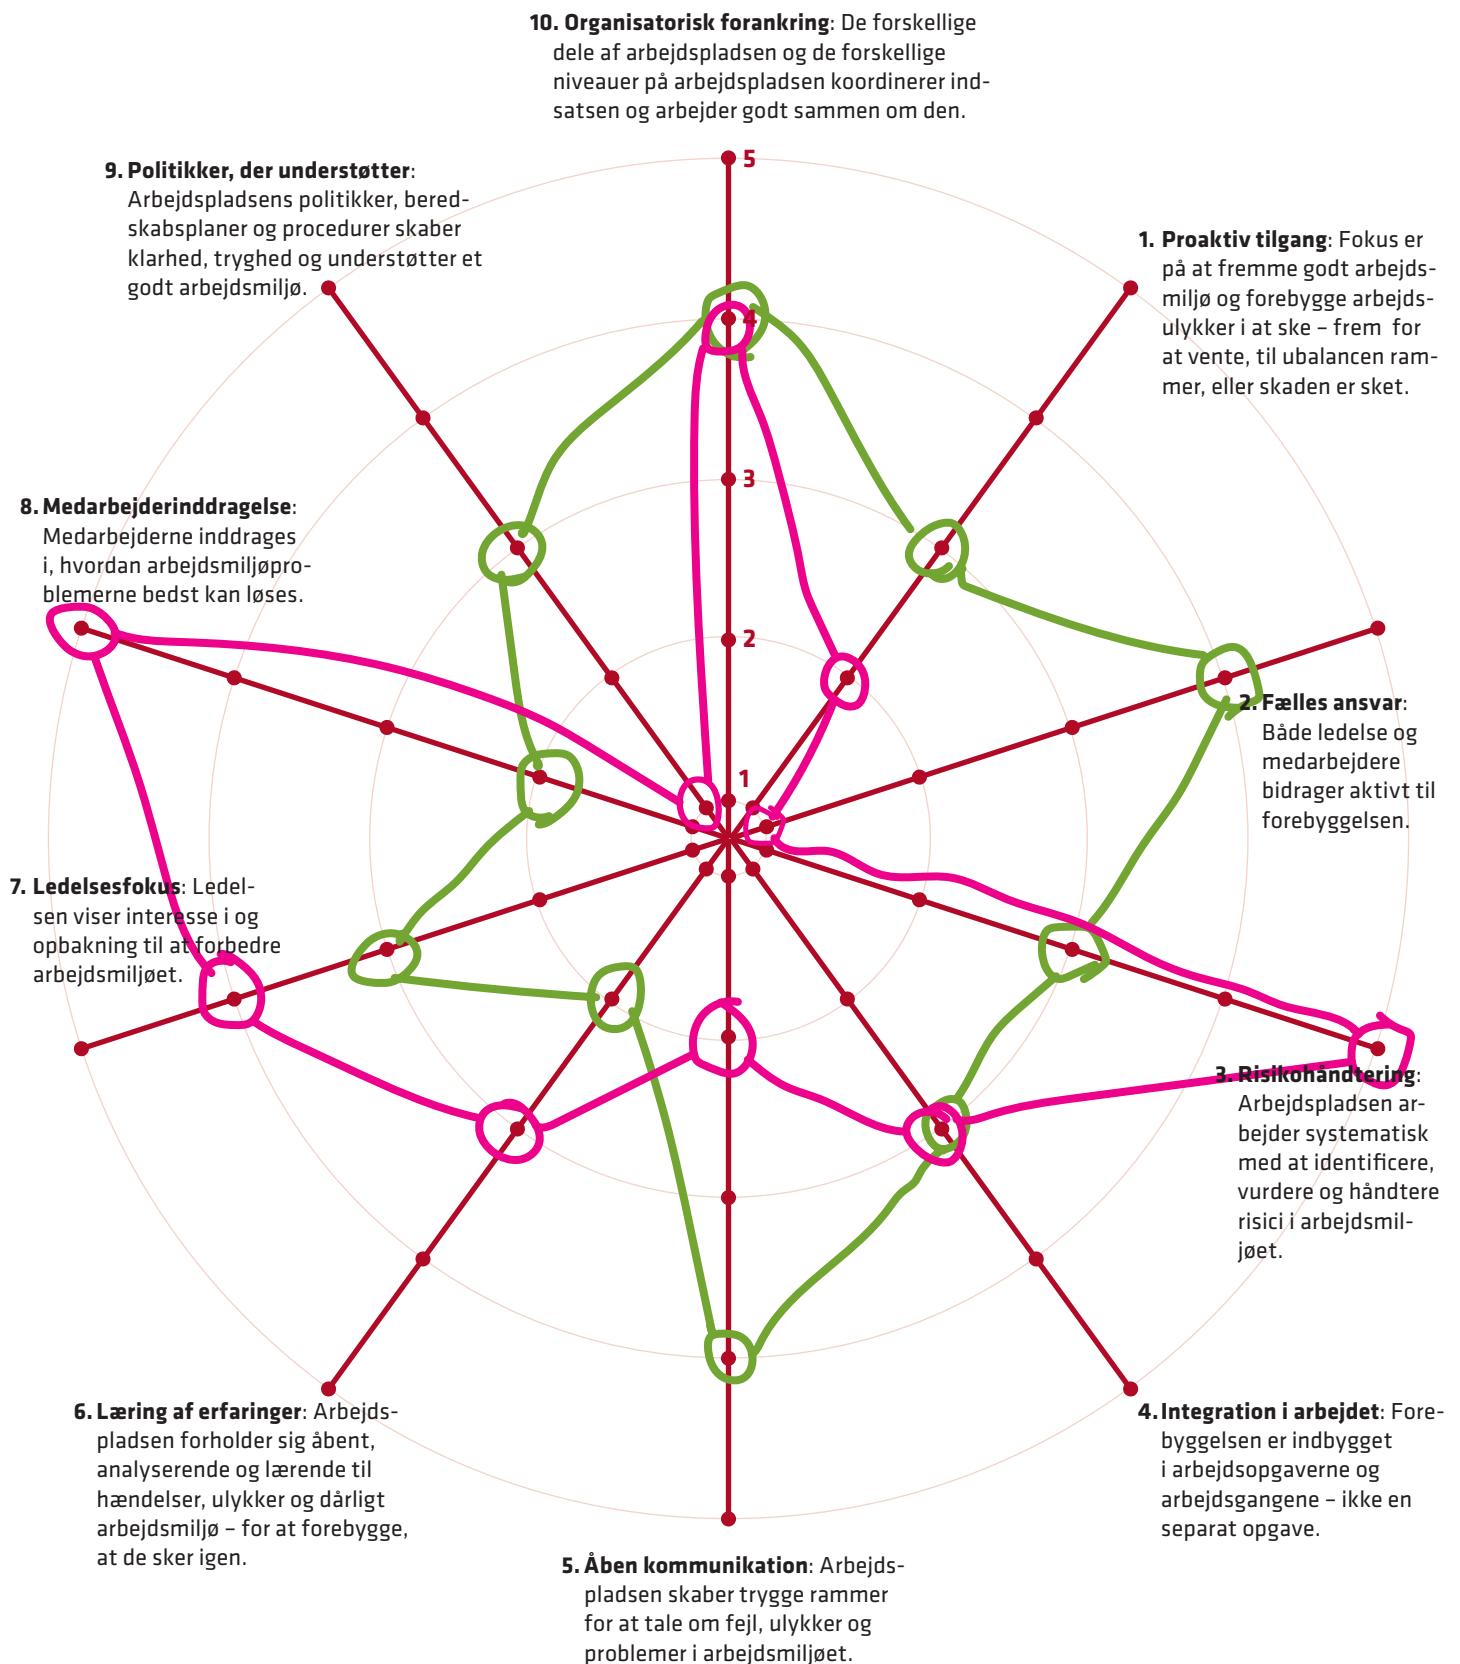 10. Organisatorisk forankring: De forskellige
dele af arbejdspladsen og de forskellige
niveauer på arbejdspladsen koordinerer ind-
satsen og arbejder godt sammen om den.
9. Politikker, der understøtter:
Arbejdspladsens politikker, bered-
skabsplaner og procedurer skaber
klarhed, tryghed og understøtter et
godt arbejdsmiljø.
5
4
3
2
1
1. Proaktiv tilgang: Fokus er
på at fremme godt arbejds-
miljø og forebygge arbejds-
ulykker i at ske – frem for
at vente, til ubalancen ram-
mer, eller skaden er sket.
8. Medarbejderinddragelse:
Medarbejderne inddrages
i, hvordan arbejdsmiljøpro-
blemerne bedst kan løses.
2. Fælles ansvar:
Både ledelse og
medarbejdere
bidrager aktivt til
forebyggelsen.
7. Ledelsesfokus: Ledel-
sen viser interesse i og
opbakning til at forbedre
arbejdsmiljøet.
3. Risikohåndtering:
Arbejdspladsen ar-
bejder systematisk
med at identificere,
vurdere og håndtere
risici i arbejdsmil-
jøet.
6. Læring af erfaringer: Arbejds-
pladsen forholder sig åbent,
analyserende og lærende til
hændelser, ulykker og dårligt
arbejdsmiljø – for at forebygge,
at de sker igen.
4. Integration i arbejdet: Fore-
byggelsen er indbygget
i arbejdsopgaverne og
arbejdsgangene – ikke en
separat opgave.
5. Åben kommunikation: Arbejds-
pladsen skaber trygge rammer
for at tale om fejl, ulykker og
problemer i arbejdsmiljøet.